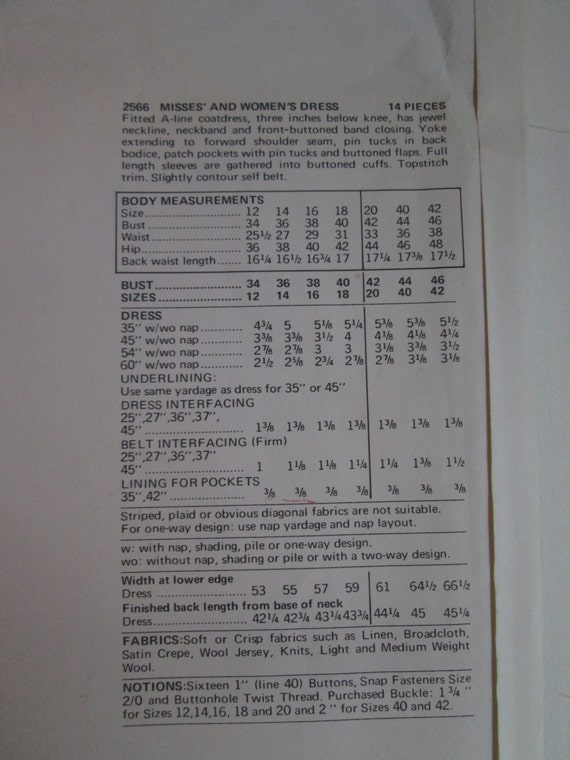 2566 MISSES' AND WOMEN'S DRESS 14 PIECES
Fitted A-line coatdress, three inches below knee, has jewel
neckline, neckband and front-buttoned band closing. Yoke
extending to forward shoulder seam, pin tucks in back
bodice, patch pockets with pin tucks and buttoned flaps. Full
length sleeves are gathered into buttoned cuffs. Topstitch
trim. Slightly contour self belt.
BODY MEASUREMENTS
Size 12 14 16 18 20 40 42
Bust 34 36 38 40 42 44 46
Waist 25½ 27 29 31 33 36 38
Hip 36 38 40 42 44 46 48
Back waist length 16¼ 16½ 16¾ 17 17¼ 17⅜ 17½
BUST 34 36 38 40 42 44 46
SIZES 12 14 16 18 20 40 42
DRESS
35'' w/wo nap 4¾ 5 5⅛ 5¼ 5⅜ 5⅜ 5½
45'' w/wo nap 3⅜ 3⅜ 3½ 4 4⅛ 4⅛ 4¼
54'' w/wo nap 2⅞ 2⅞ 3 3 3⅛ 3⅜ 3½
60'' w/wo nap 2½ 2⅝ 2¾ 2⅞ 2⅞ 3⅛ 3⅛
UNDERLINING:
Use same yardage as dress for 35'' or 45''
DRESS INTERFACING
25'',27'',36'',37'',
45'' 1⅜ 1⅜ 1⅜ 1⅜ 1⅜ 1⅜ 1⅜
BELT INTERFACING (Firm)
25'',27'',36'',37''
45'' 1 1⅛ 1⅛ 1¼ 1¼ 1⅜ 1½
LINING FOR POCKETS
35'',42'' ⅜ ⅜ ⅜ ⅜ ⅜ ⅜ ⅜
Striped, plaid or obvious diagonal fabrics are not suitable.
For one-way design: use nap yardage and nap layout.
w: with nap, shading, pile or one-way design.
wo: without nap, shading or pile or with a two-way design.
Width at lower edge
Dress 53 55 57 59 61 64½ 66½
Finished back length from base of neck
Dress 42¼ 42¾ 43¼ 43¾ 44¼ 45 45¼
FABRICS:Soft or Crisp fabrics such as Linen, Broadcloth,
Satin Crepe, Wool Jersey, Knits, Light and Medium Weight
Wool.
NOTIONS:Sixteen 1'' (line 40) Buttons, Snap Fasteners Size
2/0 and Buttonhole Twist Thread. Purchased Buckle: 1¾ ''
for Sizes 12,14,16, 18 and 20 and 2 '' for Sizes 40 and 42.